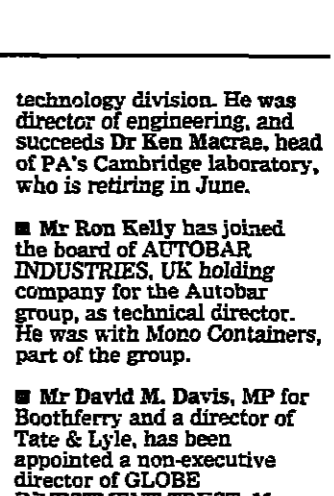 technology division. He was
director of engineering, and
succeeds Dr Ken Macrae, head
of PA's Cambridge laboratory,
who is retiring in June.
■ Mr Ron Kelly has joined
the board of AUTOBAR
INDUSTRIES, UK holding
company for the Autobar
group, as technical director.
He was with Mono Containers,
part of the group.
■ Mr David M. Davis, MP for
Boothferry and a director of
Tate & Lyle, has been
appointed a non-executive
director of GLOBE